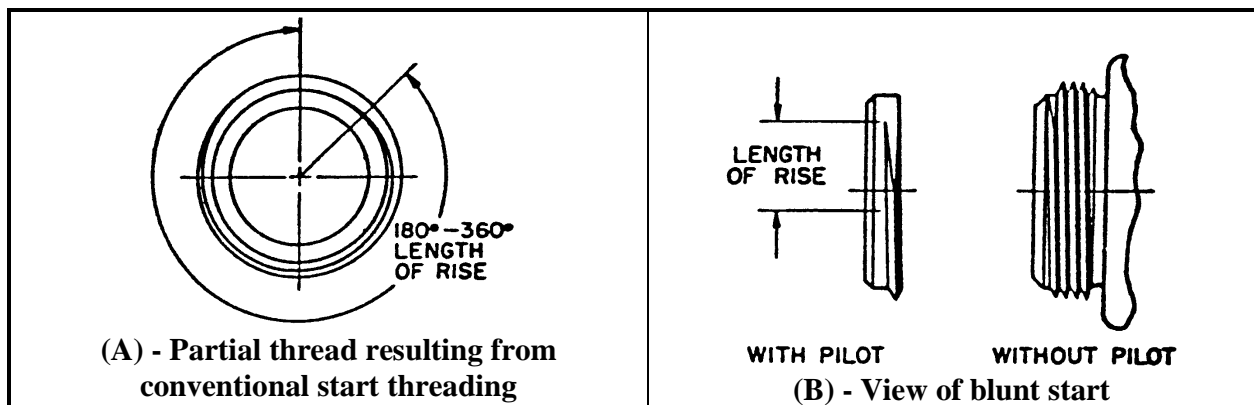 180°-360°
LENGTH
OF RISE
(A) - Partial thread resulting from
conventional start threading
LENGTH
OF RISE
WITH PILOT
WITHOUT PILOT
(B) - View of blunt start